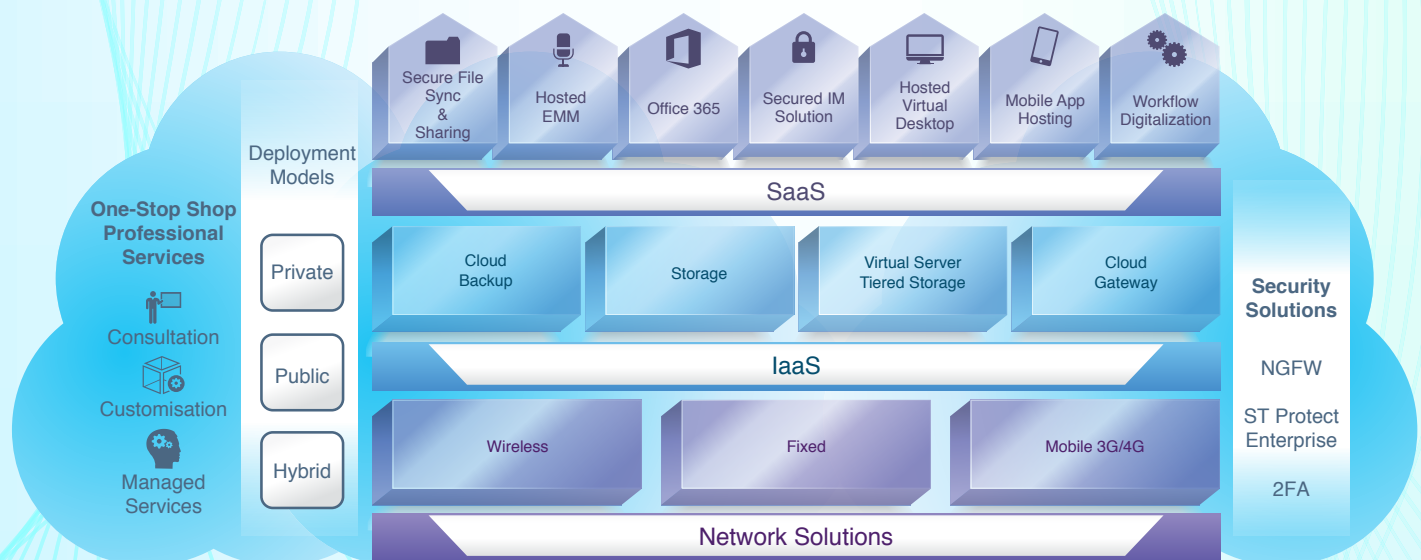 One-Stop Shop
Professional
Services
Consultation
Customisation
Managed
Services
Deployment
Models
Private
Public
Hybrid
Secure File
Sync
&
Sharing
Hosted
EMM
Office 365
Secured IM
Solution
Hosted
Virtual
Desktop
Mobile App
Hosting
Workflow
Digitalization
SaaS
Cloud
Backup
Storage
Virtual Server
Tiered Storage
Cloud
Gateway
IaaS
Wireless
Fixed
Mobile 3G/4G
Network Solutions
Security
Solutions
NGFW
ST Protect
Enterprise
2FA